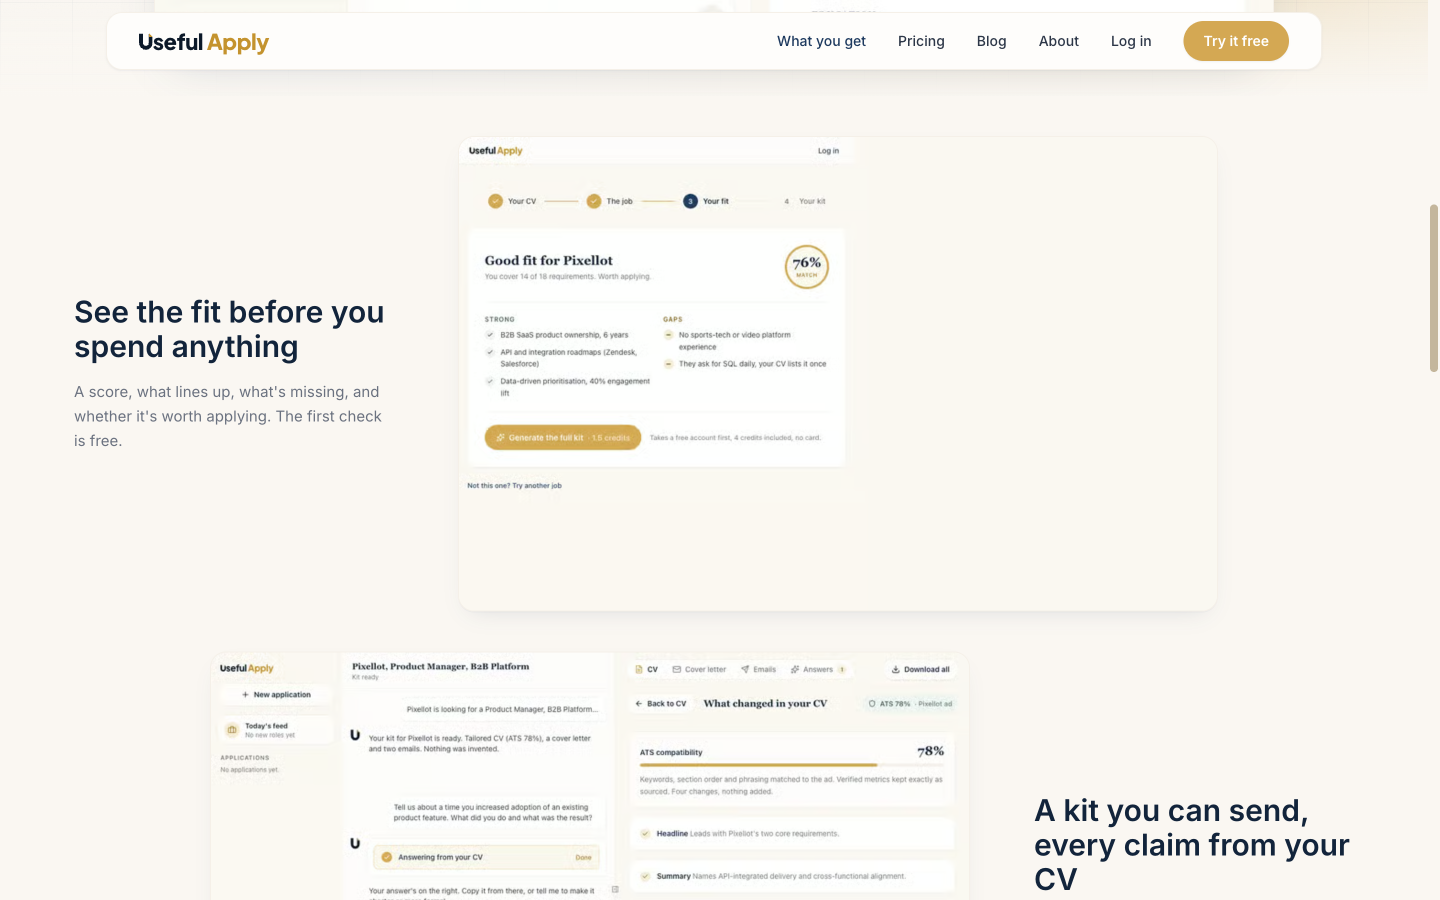 Useful Apply
What you get
Pricing
Blog
About
Log in
Try it free
See the fit before you
spend anything
A score, what lines up, what's missing, and
whether it's worth applying. The first check
is free.
Useful Apply
Log in
Your CV
The job
3 Your fit
4 Your kit
Good fit for Pixellot
You cover 14 of 18 requirements. Worth applying.
76%
MATCH
STRONG
B2B SaaS product ownership, 6 years
API and integration roadmaps (Zendesk,
Salesforce)
Data-driven prioritisation, 40% engagement
lift
GAPS
No sports-tech or video platform
experience
They ask for SQL daily, your CV lists it once
Generate the full kit · 1.5 credits
Takes a free account first, 4 credits included, no card.
Not this one? Try another job
Useful Apply
+ New application
Today's feed
No new roles yet
APPLICATIONS
No applications yet.
Pixellot, Product Manager, B2B Platform
Kit ready
Pixellot is looking for a Product Manager, B2B Platform...
Your kit for Pixellot is ready. Tailored CV (ATS 78%), a cover letter
and two emails. Nothing was invented.
Tell us about a time you increased adoption of an existing
product feature. What did you do and what was the result?
Answering from your CV
Done
Your answer's on the right. Copy it from there, or tell me to make it
CV
Cover letter
Emails
Answers 1
Download all
Back to CV
What changed in your CV
ATS 78% · Pixellot ad
ATS compatibility
78%
Keywords, section order and phrasing matched to the ad. Verified metrics kept exactly as
sourced. Four changes, nothing added.
Headline Leads with Pixellot's two core requirements.
Summary Names API-integrated delivery and cross-functional alignment.
A kit you can send,
every claim from your
CV